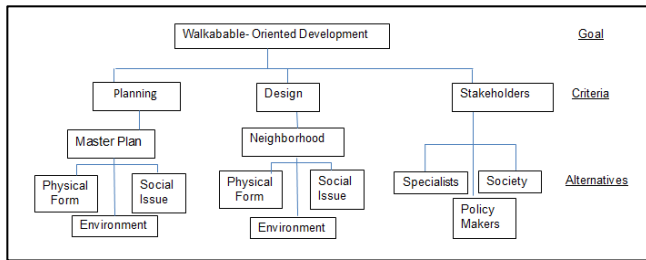 Walkabable- Oriented Development
Goal
Planning
Design
Stakeholders
Criteria
Master Plan
Neighborhood
Physical
Form
Social
Issue
Physical
Form
Social
Issue
Specialists
Society
Alternatives
Environment
Environment
Policy
Makers